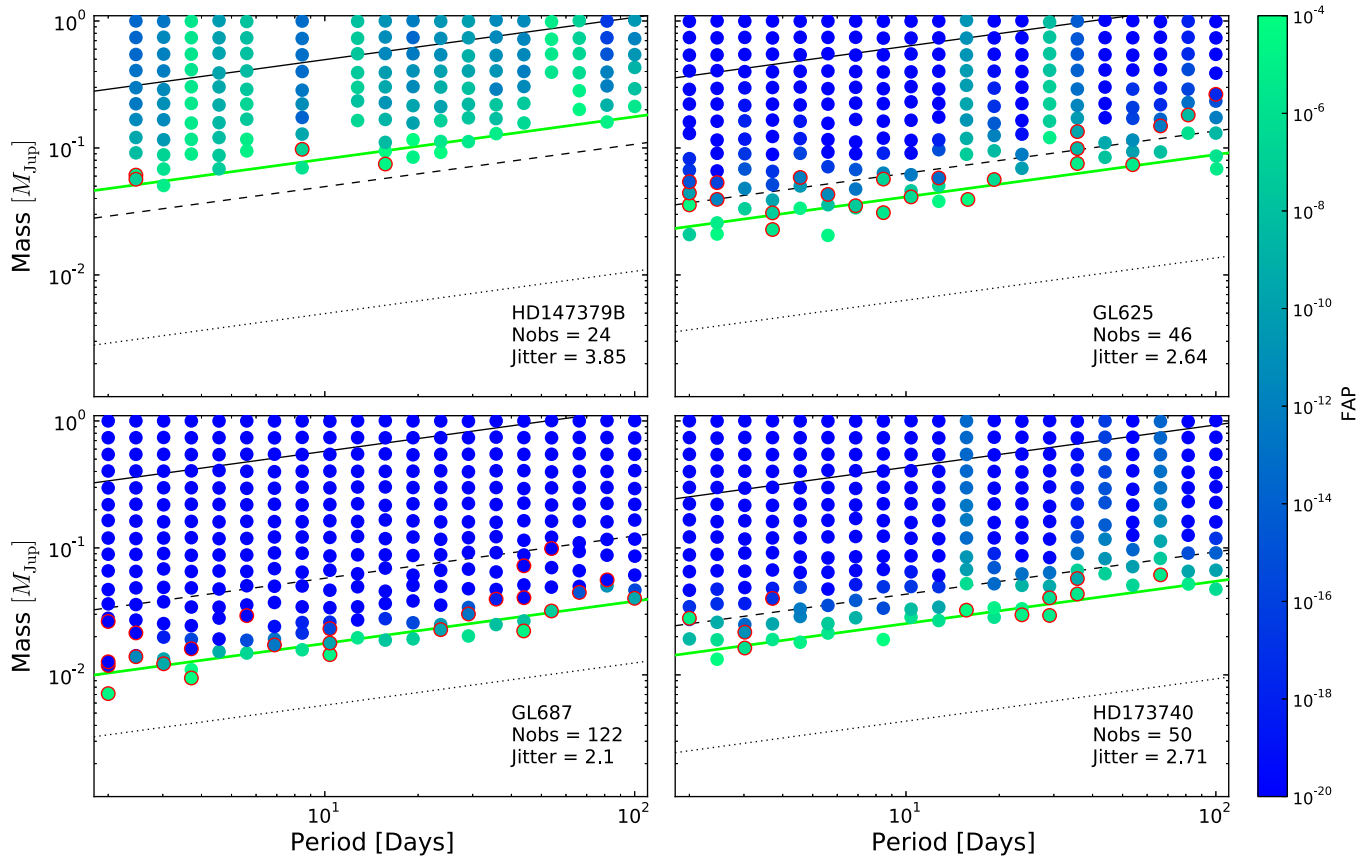 10^0
10^-1
10^-2
Mass [M_Jup]
HD147379B
Nobs = 24
Jitter = 3.85
GL625
Nobs = 46
Jitter = 2.64
10^0
10^-1
10^-2
Mass [M_Jup]
GL687
Nobs = 122
Jitter = 2.1
HD173740
Nobs = 50
Jitter = 2.71
10^1
10^2
Period [Days]
10^1
10^2
Period [Days]
10^-4
10^-6
10^-8
10^-10
10^-12
10^-14
10^-16
10^-18
10^-20
FAP